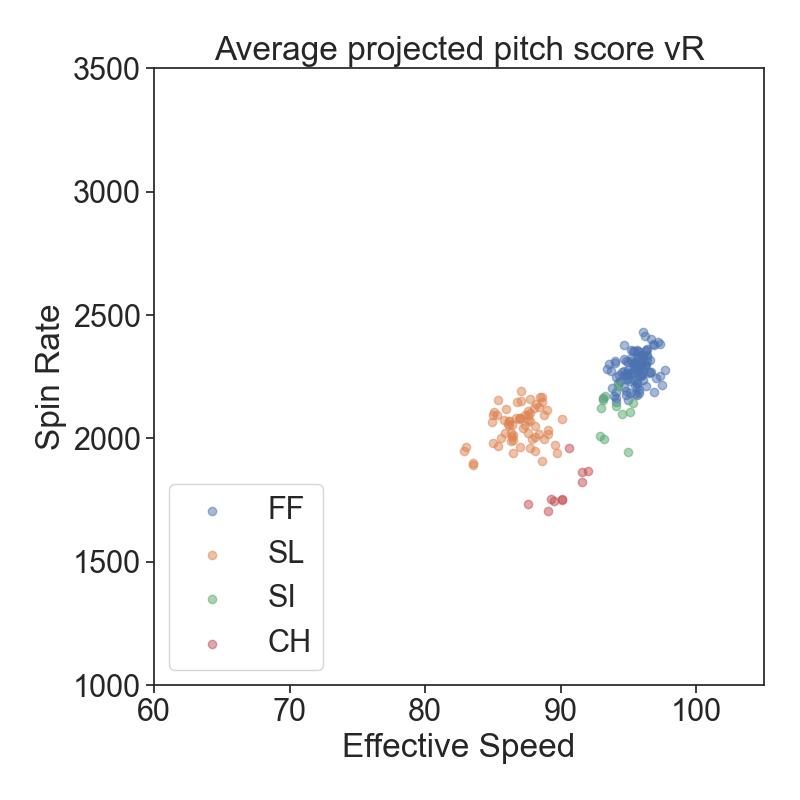 Average projected pitch score vR
3500
3000
2500
2000
1500
1000
Spin Rate
FF
SL
SI
CH
60 70 80 90 100
Effective Speed